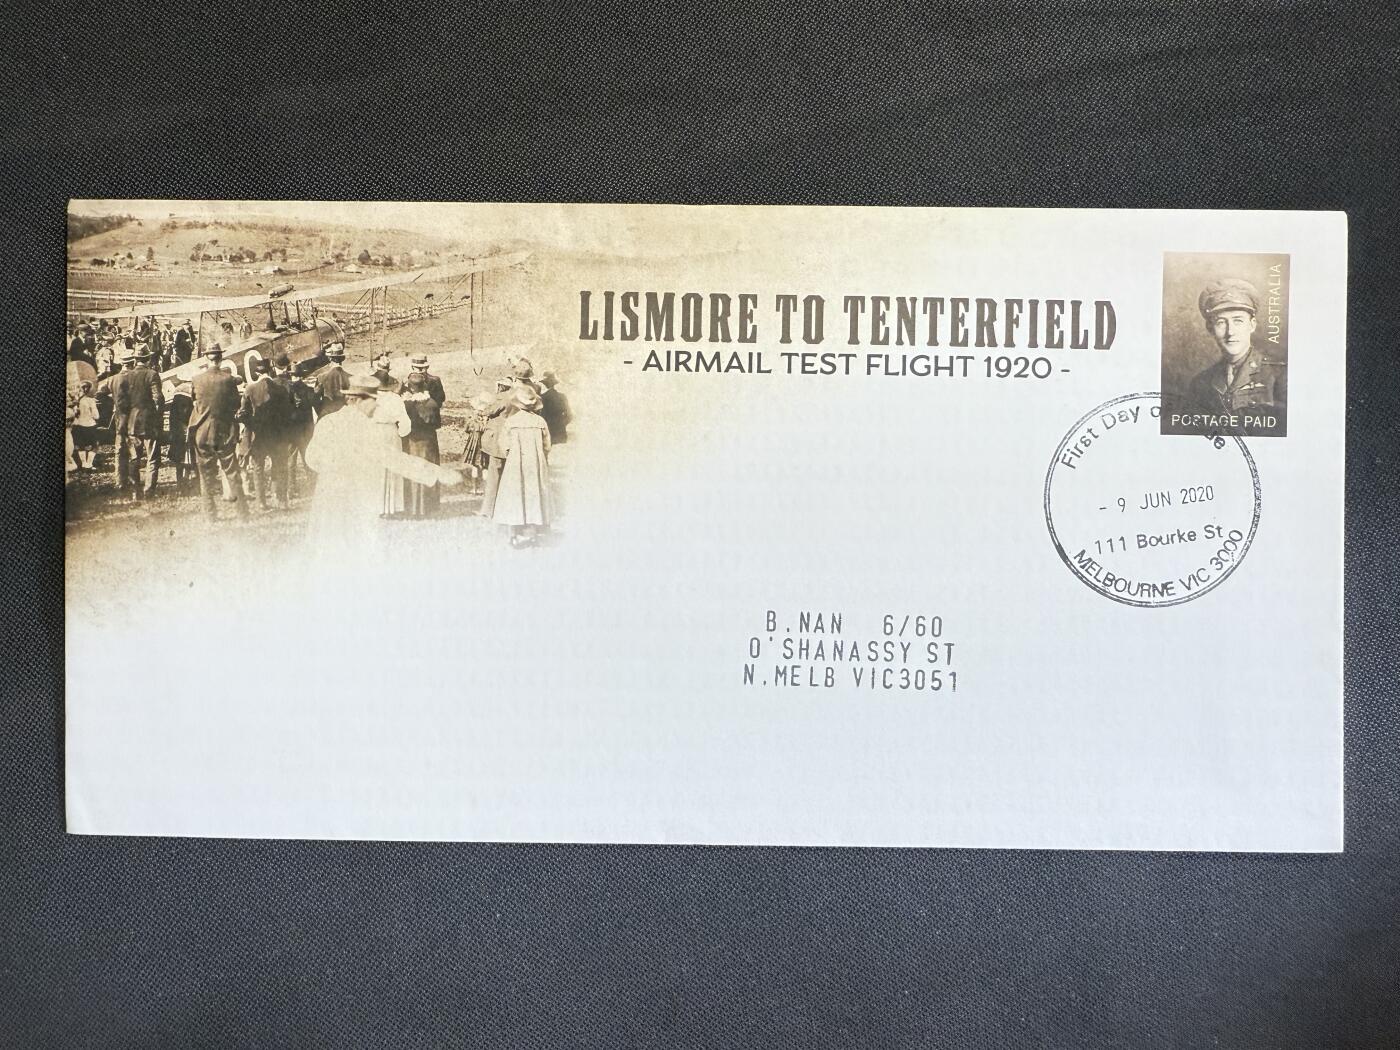 LISMORE TO TENTERFIELD
- AIRMAIL TEST FLIGHT 1920 -
AUSTRALIA
POSTAGE PAID
First Day
- 9 JUN 2020
111 Bourke St
MELBOURNE VIC 3000
B.NAN 6/60
O'SHANASSY ST
N.MELB VIC3051